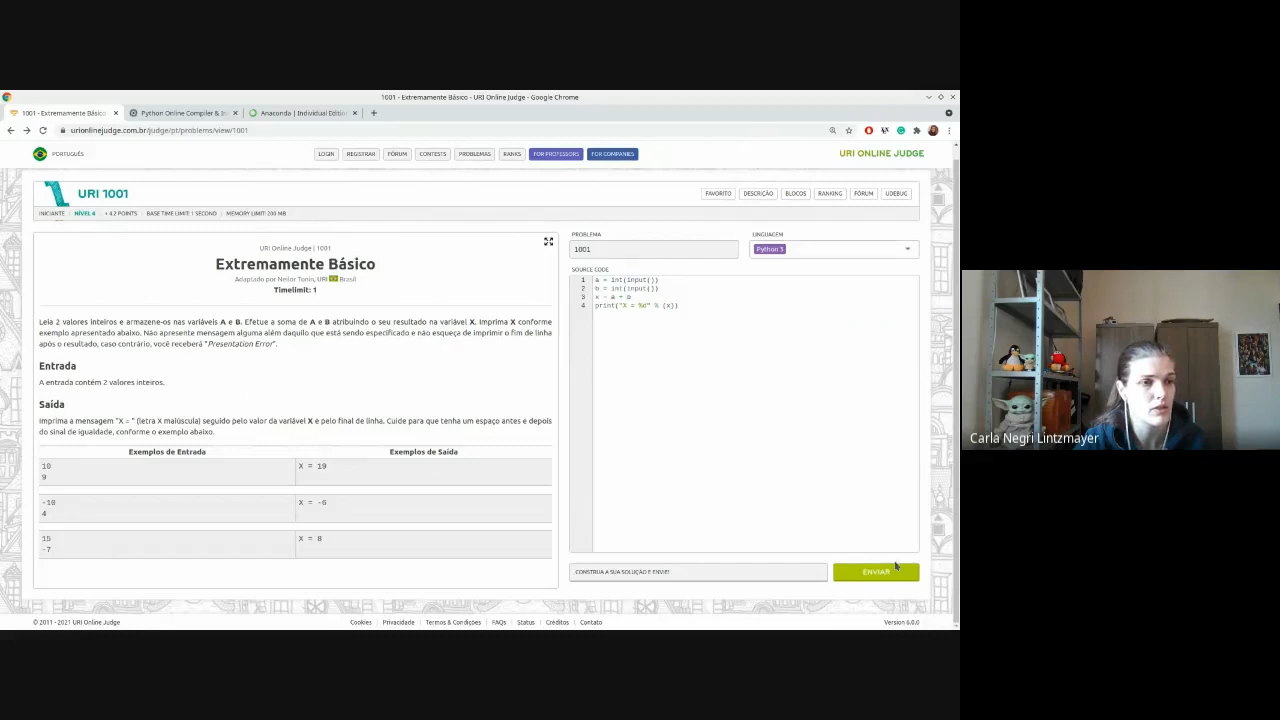 1001 - Extremamente Básico - URI Online Judge - Google Chrome
1001 - Extremamente Básico
Python Online Compiler & In
Anaconda | Individual Edition
urionlinejudge.com.br/judge/pt/problems/view/1001
PORTUGUÊS
LOGIN
REGISTRAR
FÓRUM
CONTESTS
PROBLEMAS
RANKS
FOR PROFESSORS
FOR COMPANIES
URI ONLINE JUDGE
URI 1001
FAVORITO
DESCRIÇÃO
BLOCOS
RANKING
FÓRUM
UDEBUG
INICIANTE
NÍVEL 4
+ 4.2 POINTS
BASE TIME LIMIT: 1 SECOND
MEMORY LIMIT: 200 MB
URI Online Judge | 1001
Extremamente Básico
Adaptado por Neilor Tonin, URI Brasil
Timelimit: 1
Leia 2 valores inteiros e armazene-os nas variáveis A e B. Efetue a soma de A e B atribuindo o seu resultado na variável X. Imprima X conforme
exemplo apresentado abaixo. Não apresente mensagem alguma além daquilo que está sendo especificado e não esqueça de imprimir o fim de linha
após o resultado, caso contrário, você receberá "Presentation Error".
Entrada
A entrada contém 2 valores inteiros.
Saída
Imprima a mensagem "X = " (letra X maiúscula) seguido pelo valor da variável X e pelo final de linha. Cuide para que tenha um espaço antes e depois
do sinal de igualdade, conforme o exemplo abaixo.
Exemplos de Entrada
Exemplos de Saída
10
9
X = 19
-10
4
X = -6
15
-7
X = 8
PROBLEMA
LINGUAGEM
1001
Python 3
SOURCE CODE
1 a = int(input())
2 b = int(input())
3 x = a + b
4 print("X = %d" % (x))
CONSTRUA A SUA SOLUÇÃO E ENVIE!
ENVIAR
© 2011 - 2021 URI Online Judge
Cookies
Privacidade
Termos & Condições
FAQs
Status
Créditos
Contato
Version 6.0.0
Carla Negri Lintzmayer